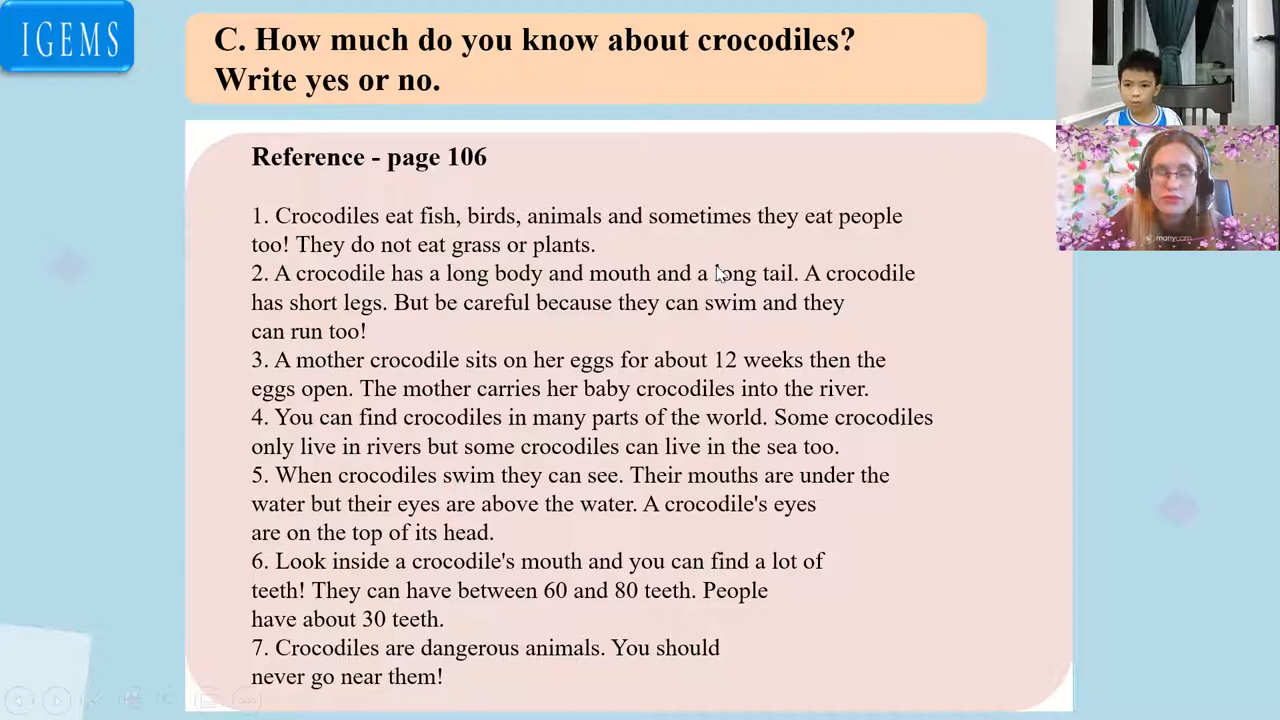 IGEMS
C. How much do you know about crocodiles?
Write yes or no.
Reference - page 106
1. Crocodiles eat fish, birds, animals and sometimes they eat people
too! They do not eat grass or plants.
2. A crocodile has a long body and mouth and a long tail. A crocodile
has short legs. But be careful because they can swim and they
can run too!
3. A mother crocodile sits on her eggs for about 12 weeks then the
eggs open. The mother carries her baby crocodiles into the river.
4. You can find crocodiles in many parts of the world. Some crocodiles
only live in rivers but some crocodiles can live in the sea too.
5. When crocodiles swim they can see. Their mouths are under the
water but their eyes are above the water. A crocodile's eyes
are on the top of its head.
6. Look inside a crocodile's mouth and you can find a lot of
teeth! They can have between 60 and 80 teeth. People
have about 30 teeth.
7. Crocodiles are dangerous animals. You should
never go near them!
manycam